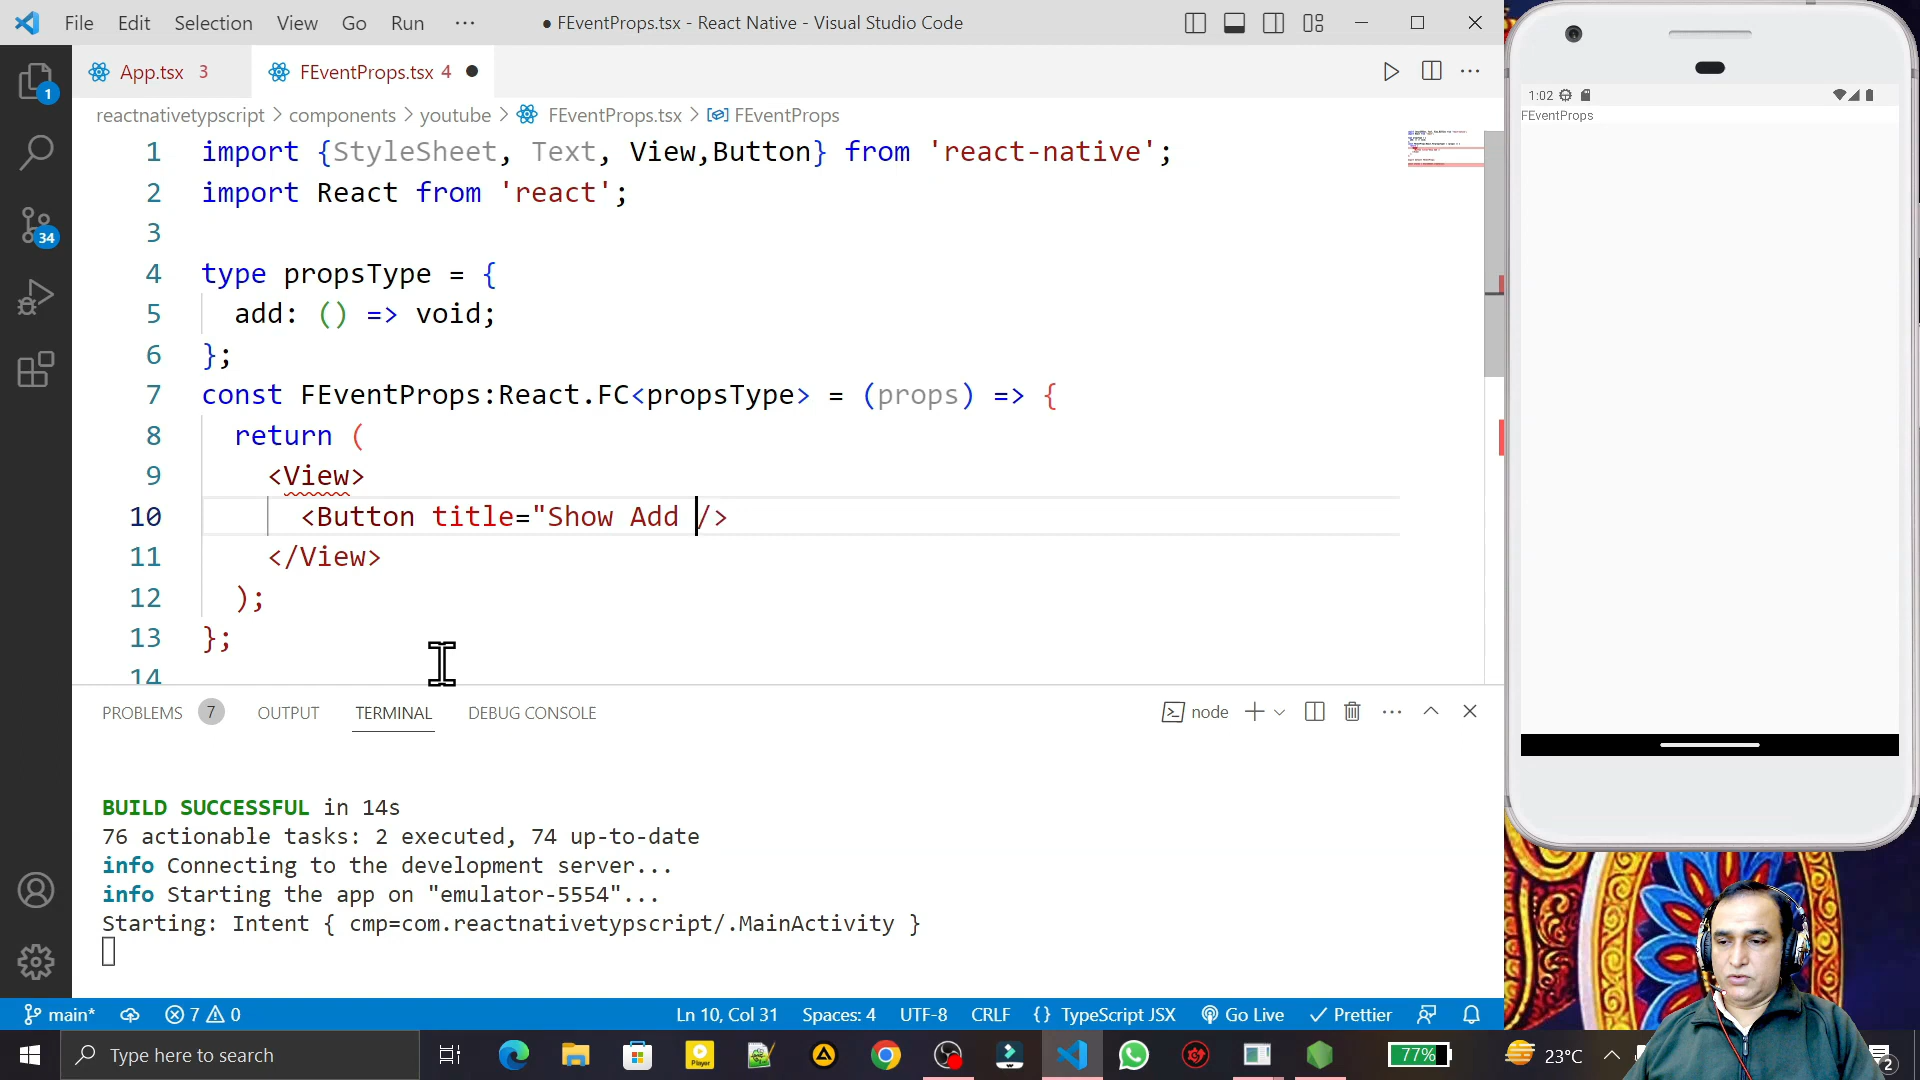 File Edit Selection View Go Run ··· ● FEventProps.tsx - React Native - Visual Studio Code
App.tsx 3 FEventProps.tsx 4 ●
reactnativetypscript > components > youtube > FEventProps.tsx > FEventProps
1 import {StyleSheet, Text, View,Button} from 'react-native';
2 import React from 'react';
3
4 type propsType = {
5 add: () => void;
6 };
7 const FEventProps:React.FC<propsType> = (props) => {
8 return (
9 <View>
10 <Button title="Show Add />
11 </View>
12 );
13 };
14
1
34
PROBLEMS 7 OUTPUT TERMINAL DEBUG CONSOLE node
BUILD SUCCESSFUL in 14s
76 actionable tasks: 2 executed, 74 up-to-date
info Connecting to the development server...
info Starting the app on "emulator-5554"...
Starting: Intent { cmp=com.reactnativetypscript/.MainActivity }
main* 7 0 Ln 10, Col 31 Spaces: 4 UTF-8 CRLF {} TypeScript JSX Go Live Prettier
Type here to search Player 77% 23°C 2
1:02
FEventProps